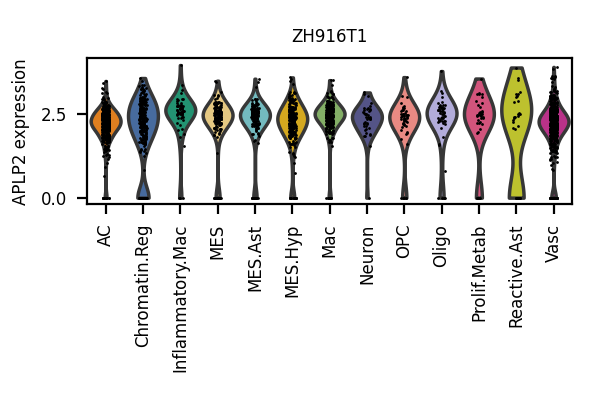 ZH916T1
APLP2 expression
2.5
0.0
AC
Chromatin.Reg
Inflammatory.Mac
MES
MES.Ast
MES.Hyp
Mac
Neuron
OPC
Oligo
Prolif.Metab
Reactive.Ast
Vasc